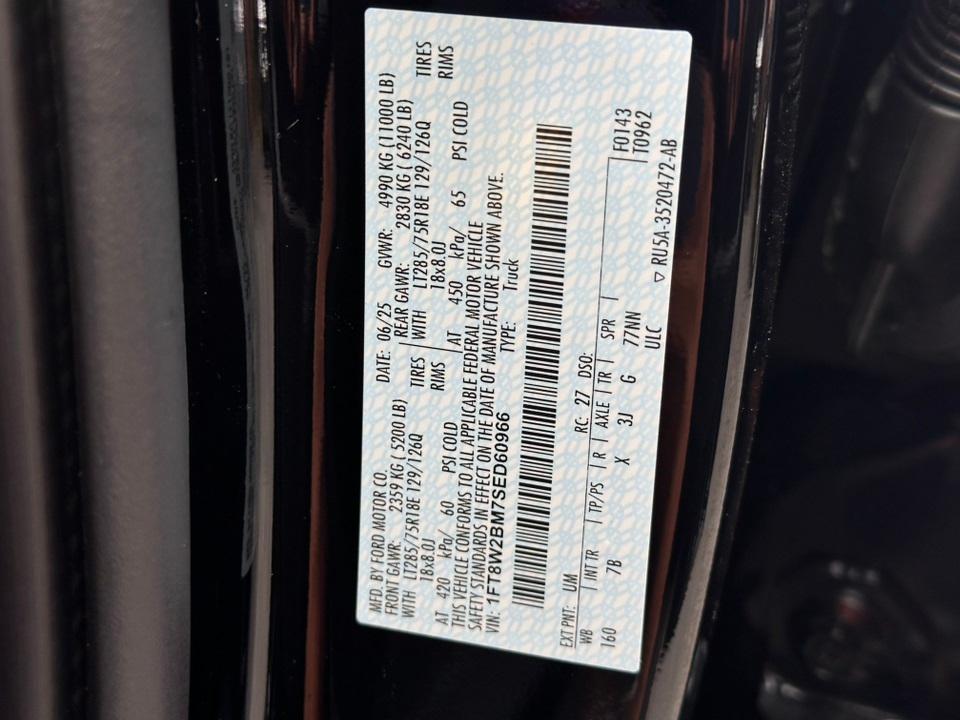 MFD. BY FORD MOTOR CO. DATE: 06/25 GVWR: 4990 KG (11000 LB)
FRONT GAWR: 2359 KG ( 5200 LB) REAR GAWR: 2830 KG ( 6240 LB)
WITH LT285/75R18E 129/126Q TIRES WITH LT285/75R18E 129/126Q TIRES
18x8.0J RIMS 18x8.0J RIMS
AT 420 kPa/ 60 PSI COLD AT 450 kPa/ 65 PSI COLD
THIS VEHICLE CONFORMS TO ALL APPLICABLE FEDERAL MOTOR VEHICLE
SAFETY STANDARDS IN EFFECT ON THE DATE OF MANUFACTURE SHOWN ABOVE.
VIN: 1FT8W2BM7SED60966 TYPE: Truck
EXT PNT: UM RC: 27 DSO: F0143
WB INT TR TP/PS R AXLE TR SPR T0962
160 7B X 3J G 77NN
ULC
▽ RU5A-3520472-AB